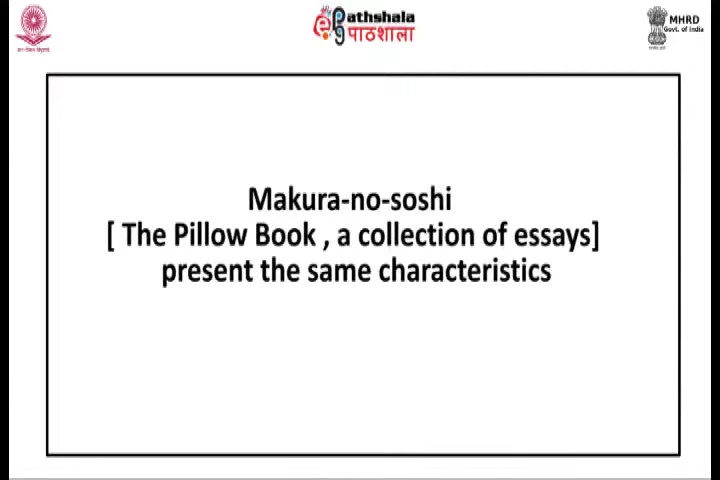 Pathshala
पाठशाला
MHRD
Govt. of India
Makura-no-soshi
[ The Pillow Book , a collection of essays]
present the same characteristics